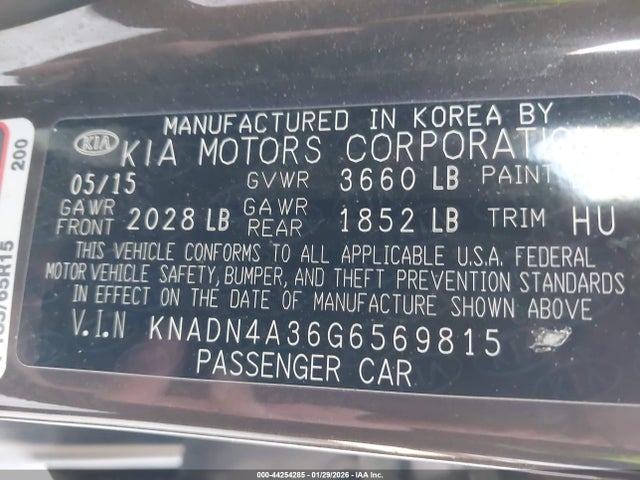 MANUFACTURED IN KOREA BY
KIA KIA MOTORS CORPORATION
05/15 GVWR 3660 LB PAINT
GAWR FRONT 2028 LB GAWR REAR 1852 LB TRIM HU
THIS VEHICLE CONFORMS TO ALL APPLICABLE U.S.A. FEDERAL
MOTOR VEHICLE SAFETY, BUMPER, AND THEFT PREVENTION STANDARDS
IN EFFECT ON THE DATE OF MANUFACTURE SHOWN ABOVE
V.I.N KNADN4A36G6569815
PASSENGER CAR
200
000-44254265 - 01/29/2026 - IAA Inc.